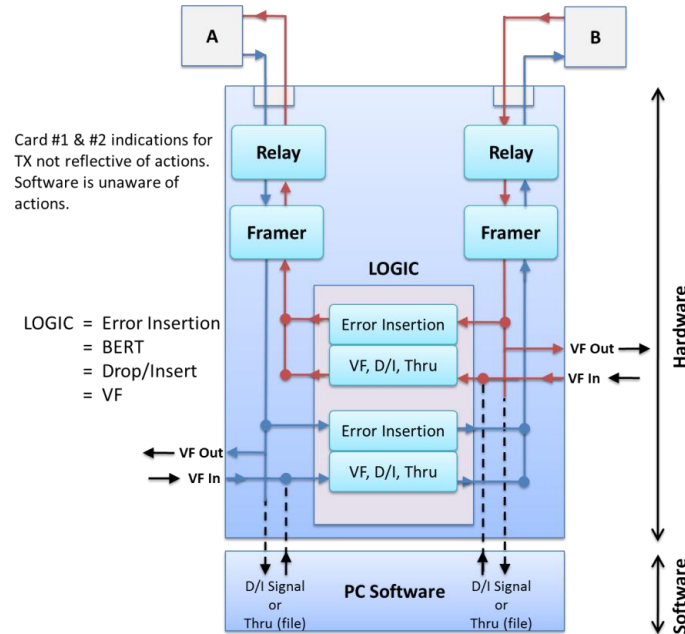 A
B
Card #1 & #2 indications for
TX not reflective of actions.
Software is unaware of
actions.
Relay
Relay
Framer
Framer
LOGIC
LOGIC = Error Insertion
= BERT
= Drop/Insert
= VF
Error Insertion
VF, D/I, Thru
VF Out
VF In
Error Insertion
VF, D/I, Thru
VF Out
VF In
Hardware
D/I Signal
or
Thru (file)
PC Software
D/I Signal
or
Thru (file)
Software